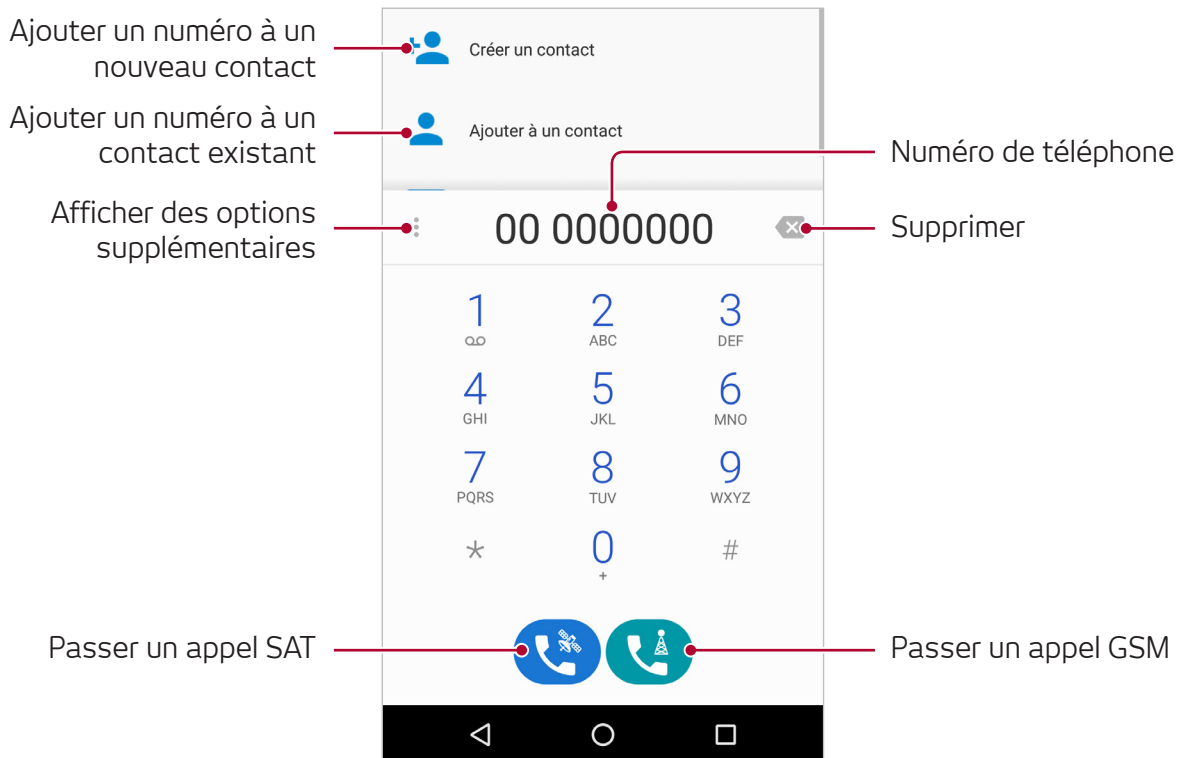 Ajouter un numéro à un
nouveau contact
Créer un contact
Ajouter un numéro à un
contact existant
Ajouter à un contact
Numéro de téléphone
Afficher des options
supplémentaires
00 0000000
Supprimer
1 2 3
ABC DEF
4 5 6
GHI JKL MNO
7 8 9
PQRS TUV WXYZ
* 0 #
+
Passer un appel SAT
Passer un appel GSM